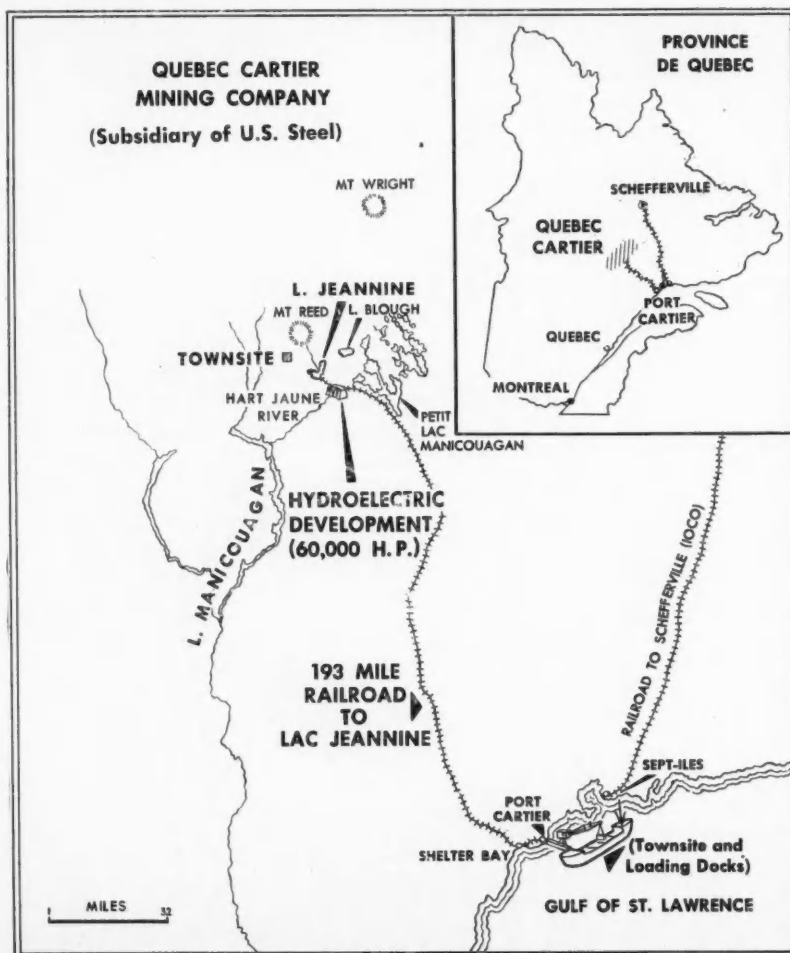 QUEBEC CARTIER
MINING COMPANY
(Subsidiary of U.S. Steel)
PROVINCE
DE QUEBEC
SCHEFFERVILLE
QUEBEC
CARTIER
PORT
CARTIER
QUEBEC
MONTREAL
MT WRIGHT
L. JEANNINE
MT REED
L. BLOUGH
TOWNSITE
HART JAUNE
RIVER
PETIT
LAC
MANICOUAGAN
L. MANICOUAGAN
HYDROELECTRIC
DEVELOPMENT
(60,000 H.P.)
193 MILE
RAILROAD
TO
LAC JEANNINE
RAILROAD TO SCHEFFERVILLE (IOCO)
SEPT-ILES
PORT
CARTIER
SHELTER BAY
(Townsite and
Loading Docks)
GULF OF ST. LAWRENCE
MILES
32